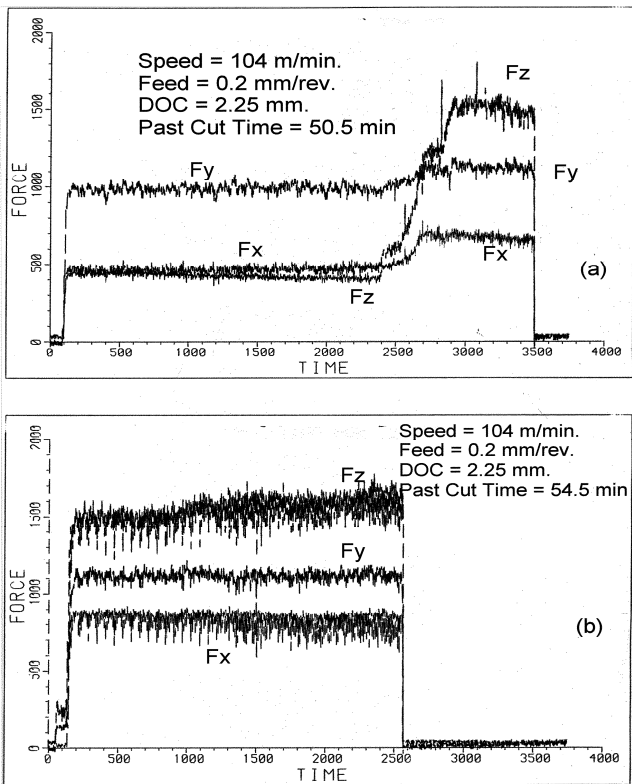 2000
Speed = 104 m/min.
Feed = 0.2 mm/rev.
DOC = 2.25 mm.
Past Cut Time = 50.5 min
Fz
1500
Fy
Fy
1000
FORCE
Fx
Fx
500
Fz
(a)
0
0 500 1000 1500 2000 2500 3000 3500 4000
TIME
2000
Speed = 104 m/min.
Feed = 0.2 mm/rev.
DOC = 2.25 mm.
Past Cut Time = 54.5 min
Fz
1500
Fy
1000
FORCE
(b)
Fx
500
0
0 500 1000 1500 2000 2500 3000 3500 4000
TIME